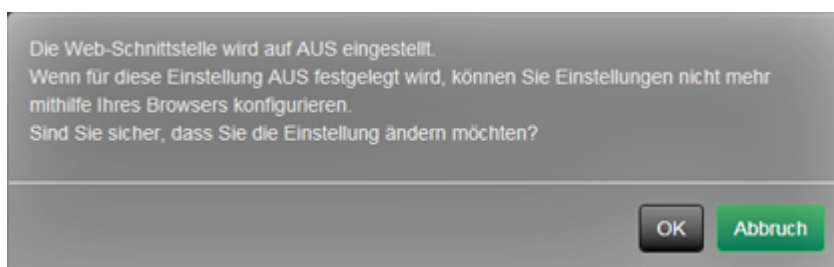 Die Web-Schnittstelle wird auf AUS eingestellt.
Wenn für diese Einstellung AUS festgelegt wird, können Sie Einstellungen nicht mehr
mithilfe Ihres Browsers konfigurieren.
Sind Sie sicher, dass Sie die Einstellung ändern möchten?
OK Abbruch